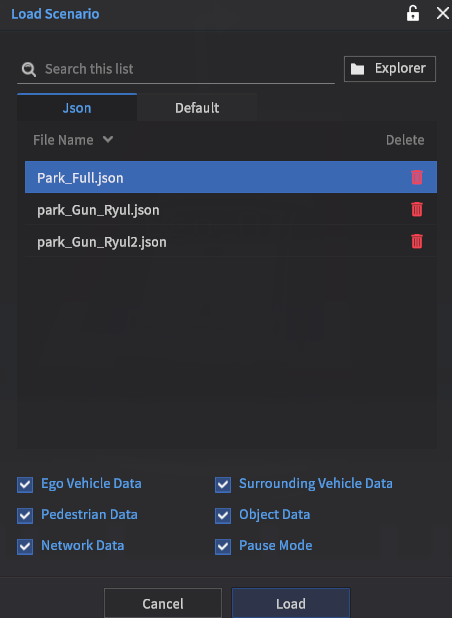 Load Scenario
Search this list
Explorer
Json Default
File Name Delete
Park_Full.json
park_Gun_Ryul.json
park_Gun_Ryul2.json
Ego Vehicle Data Surrounding Vehicle Data
Pedestrian Data Object Data
Network Data Pause Mode
Cancel Load